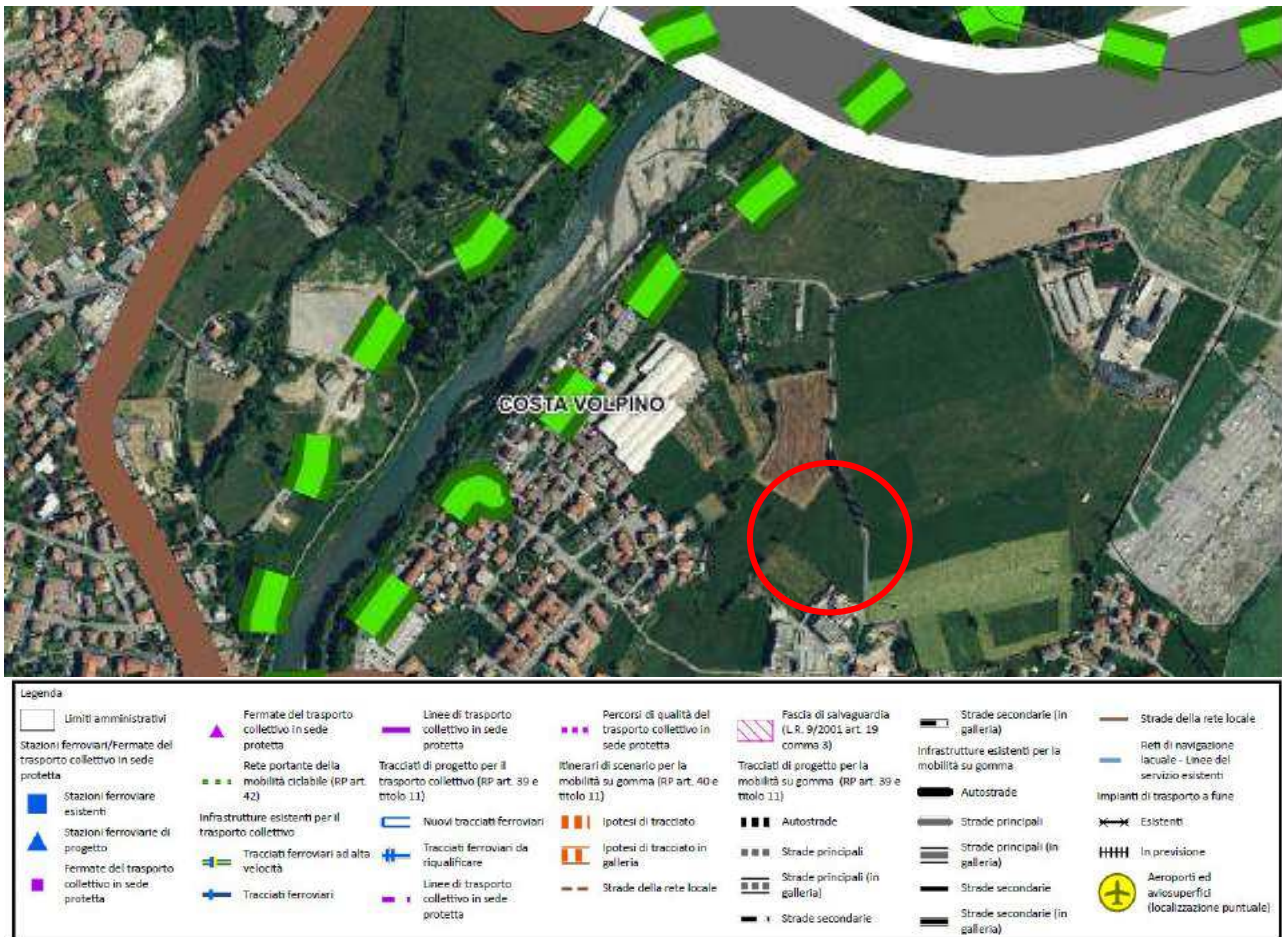 COSTA VOLPINO
Legenda
Limiti amministrativi
Stazioni ferroviari/Fermate del
trasporto collettivo in sede
protetta
Stazioni ferroviare
esistenti
Stazioni ferroviarie di
progetto
Fermate del trasporto
collettivo in sede
protetta
Fermate del trasporto
collettivo in sede
protetta
Rete portante della
mobilità ciclabile (RP art.
42)
Infrastrutture esistenti per il
trasporto collettivo
Tracciati ferroviari ad alta
velocità
Tracciati ferroviari
Linee di trasporto
collettivo in sede
protetta
Tracciati di progetto per il
trasporto collettivo (RP art. 39 e
titolo 11)
Nuovi tracciati ferroviari
Tracciati ferroviari da
riqualificare
Linee di trasporto
collettivo in sede
protetta
Percorsi di qualità del
trasporto collettivo in
sede protetta
Itinerari di scenario per la
mobilità su gomma (RP art. 40 e
titolo 11)
Ipotesi di tracciato
Ipotesi di tracciato in
galleria
Strade della rete locale
Fascia di salvaguardia
(L.R. 9/2001 art. 19
comma 3)
Tracciati di progetto per la
mobilità su gomma (RP art. 39 e
titolo 11)
Autostrade
Strade principali
Strade principali (in
galleria)
Strade secondarie
Strade secondarie (in
galleria)
Infrastrutture esistenti per la
mobilità su gomma
Autostrade
Strade principali
Strade principali (in
galleria)
Strade secondarie
Strade secondarie (in
galleria)
Strade della rete locale
Reti di navigazione
lacuale - Linee del
servizio esistenti
Impianti di trasporto a fune
Esistenti
In previsione
Aeroporti ed
aviosuperfici
(localizzazione puntuale)